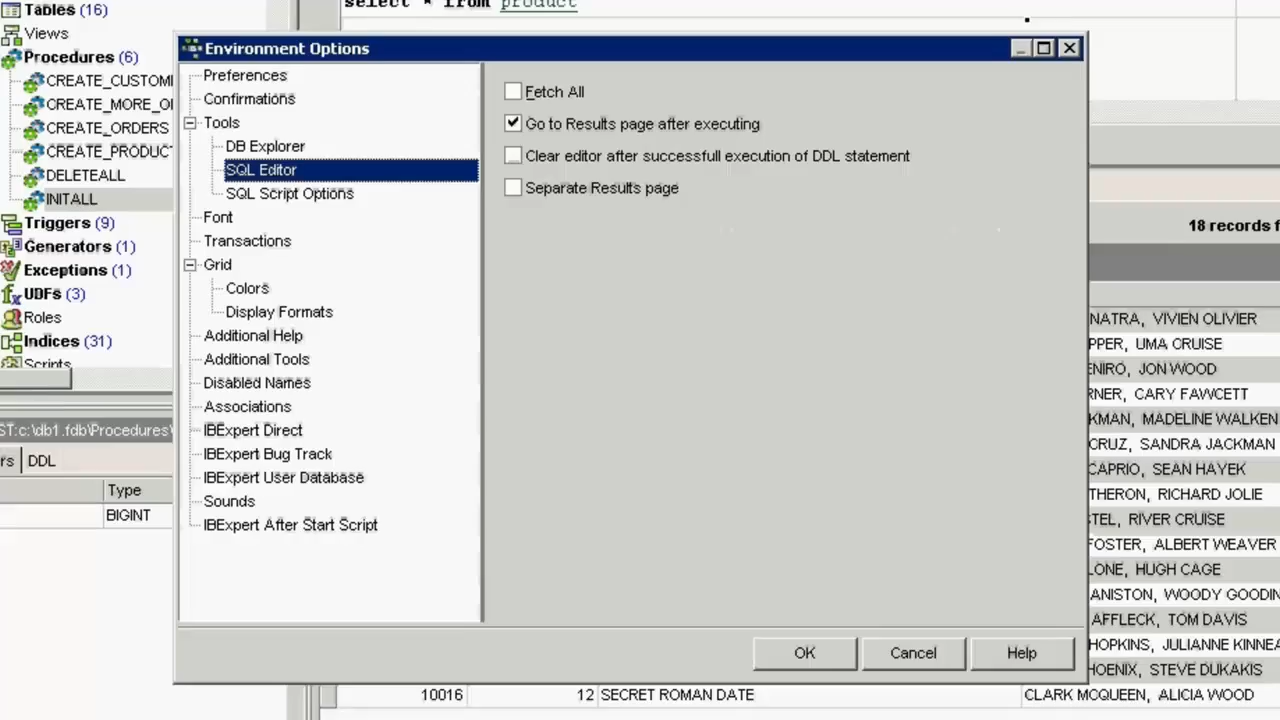 select * from product
Tables (16)
Views
Procedures (6)
CREATE_CUSTOM
CREATE_MORE_O
CREATE_ORDERS
CREATE_PRODUC
DELETEALL
INITALL
Triggers (9)
Generators (1)
Exceptions (1)
UDFs (3)
Roles
Indices (31)
Scripts
ST:c:\db1.fdb\Procedures\
rs DDL
Type
BIGINT
Environment Options
Preferences
Confirmations
Tools
DB Explorer
SQL Editor
SQL Script Options
Font
Transactions
Grid
Colors
Display Formats
Additional Help
Additional Tools
Disabled Names
Associations
IBExpert Direct
IBExpert Bug Track
IBExpert User Database
Sounds
IBExpert After Start Script
Fetch All
Go to Results page after executing
Clear editor after successfull execution of DDL statement
Separate Results page
OK Cancel Help
18 records f
NATRA, VIVIEN OLIVIER
PPER, UMA CRUISE
ENIRO, JON WOOD
RNER, CARY FAWCETT
KMAN, MADELINE WALKEN
CRUZ, SANDRA JACKMAN
CAPRIO, SEAN HAYEK
THERON, RICHARD JOLIE
TEL, RIVER CRUISE
FOSTER, ALBERT WEAVER
LONE, HUGH CAGE
ANISTON, WOODY GOODIN
AFFLECK, TOM DAVIS
HOPKINS, JULIANNE KINNEA
HOENIX, STEVE DUKAKIS
10016 12 SECRET ROMAN DATE CLARK MCQUEEN, ALICIA WOOD